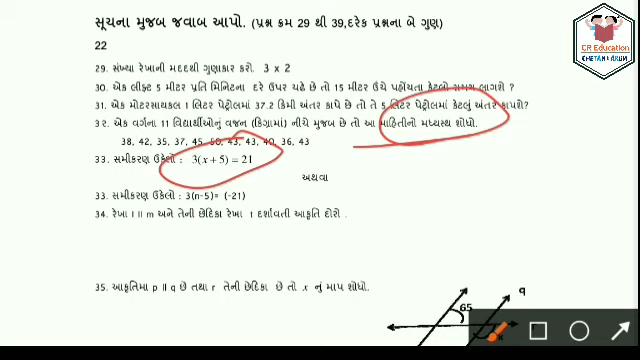 સૂચના મુજબ જવાબ આપો. (પ્રશ્ન ક્રમ 29 થી 39,દરેક પ્રશ્નના બે ગુણ)
22
CR Education
CHETAN & ARUN
29. સંખ્યા રેખાની મદદથી ગુણાકાર કરો. 3 x 2
30. એક લીફ્ટ 5 મીટર પ્રતિ મિનિટના દરે ઉપર ચઢે છે તો 15 મીટર ઉંચે પહોંચતા કેટલો સમય લાગશે ?
31. એક મોટરસાયકલ 1 લિટર પેટ્રોલમાં 37.2 કિમી અંતર કાપે છે તો તે 5 લિટર પેટ્રોલમાં કેટલું અંતર કાપશે?
૩૨. એક વર્ગના 11 વિદ્યાર્થીઓનું વજન (કિગ્રામાં) નીચે મુજબ છે તો આ માહિતીનો મધ્યસ્થ શોધો.
38, 42, 35, 37, 45, 50, 43, 43, 40, 36, 43
33. સમીકરણ ઉકેલો : 3(x + 5) = 21
અથવા
33. સમીકરણ ઉકેલો : 3(n-5)= (-21)
34. રેખા l ll m અને તેની છેદિકા રેખા t દર્શાવતી આકૃતિ દોરો .
35. આકૃતિમા p ll q છે તથા r તેની છેદિકા છે તો x નું માપ શોધો.
q
65